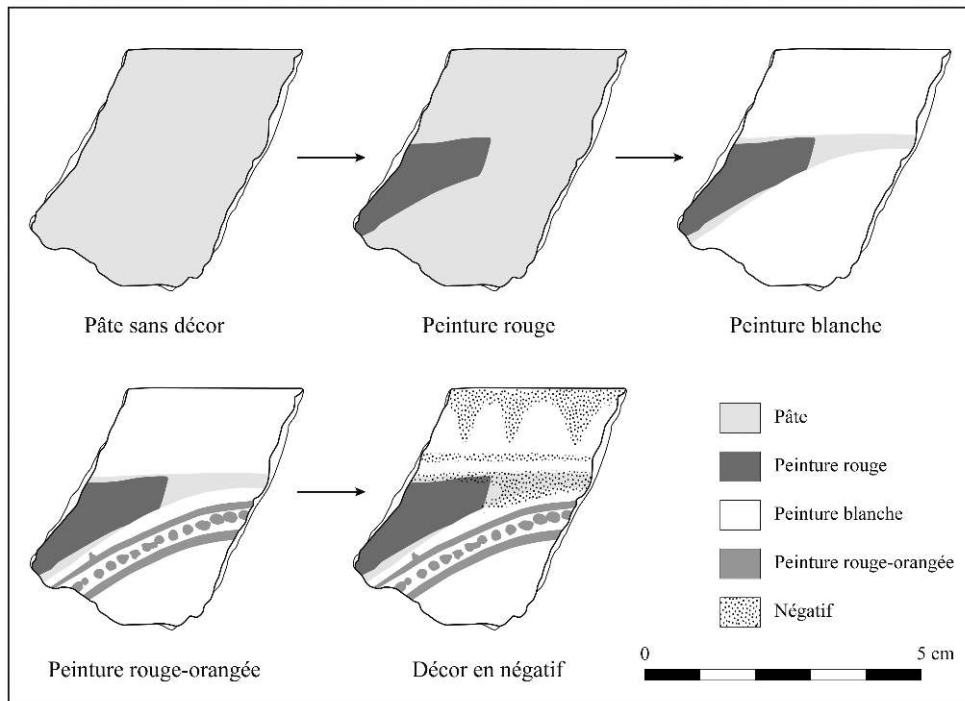 Pâte sans décor
Peinture rouge
Peinture blanche
Peinture rouge-orangée
Décor en négatif
Pâte
Peinture rouge
Peinture blanche
Peinture rouge-orangée
Négatif
0 5 cm